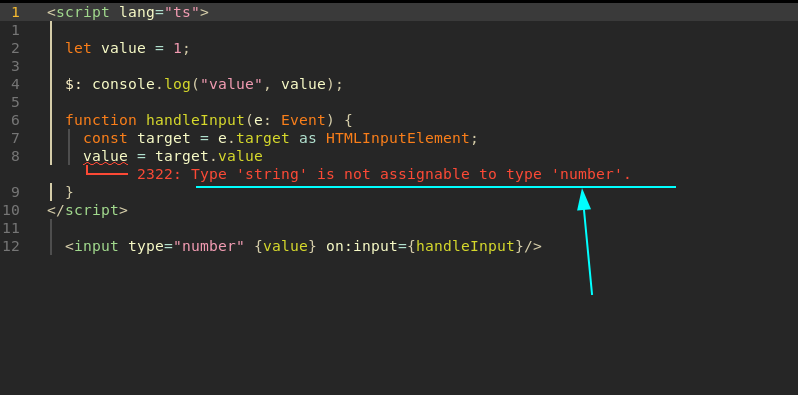 1 <script lang="ts">
1
2 let value = 1;
3
4 $: console.log("value", value);
5
6 function handleInput(e: Event) {
7 const target = e.target as HTMLInputElement;
8 value = target.value
2322: Type 'string' is not assignable to type 'number'.
9 }
10 </script>
11
12 <input type="number" {value} on:input={handleInput}/>